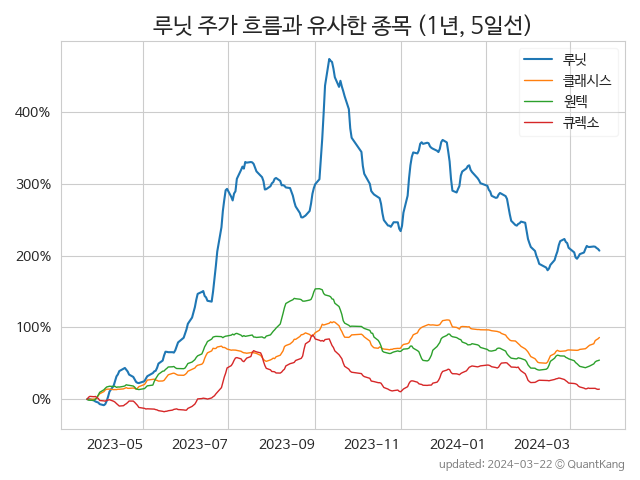 루닛 주가 흐름과 유사한 종목 (1년, 5일선)
루닛
클래시스
원텍
큐렉소
400%
300%
200%
100%
0%
2023-05 2023-07 2023-09 2023-11 2024-01 2024-03
updated: 2024-03-22 © QuantKang